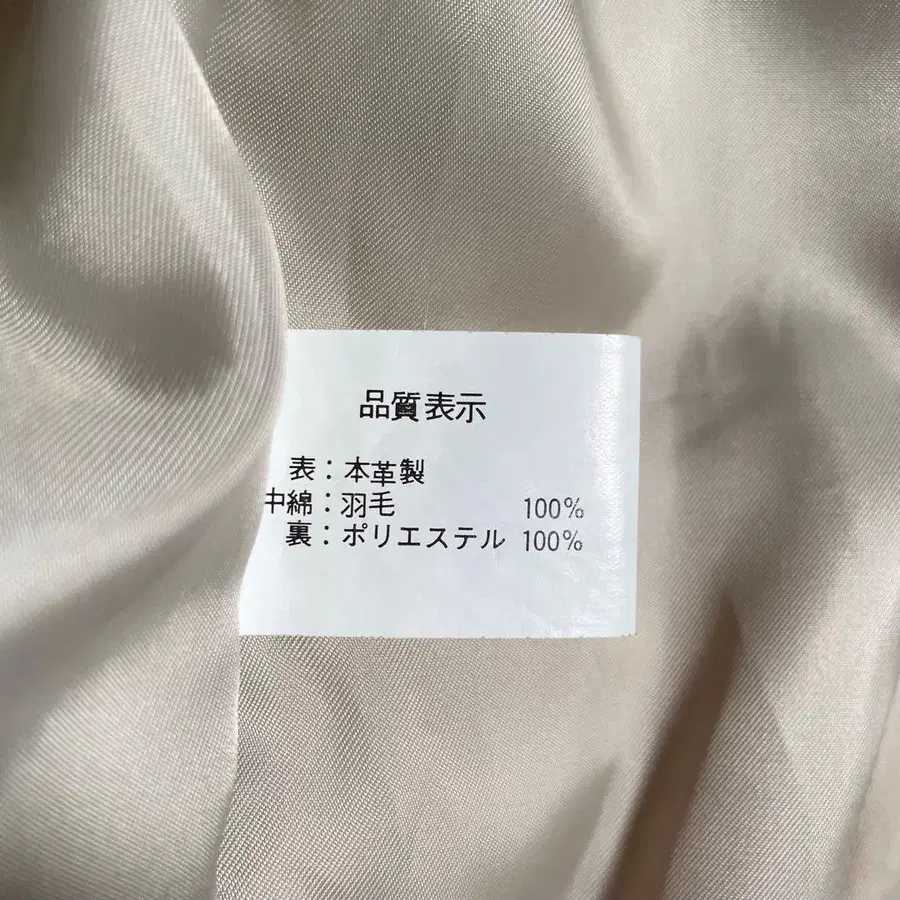 品質表示
表：本革製
中綿：羽毛 100%
裏：ポリエステル 100%